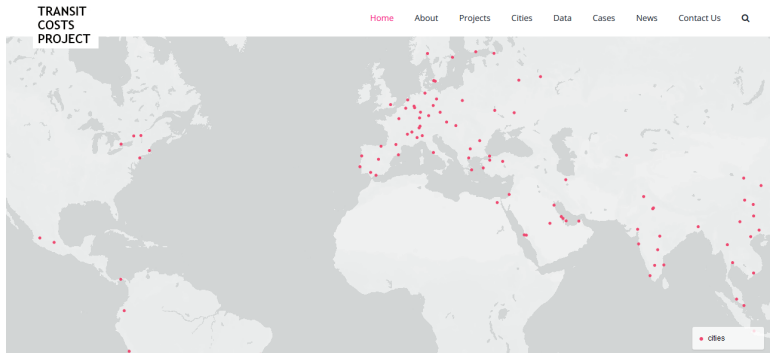 TRANSIT
COSTS
PROJECT
Home About Projects Cities Data Cases News Contact Us
cities